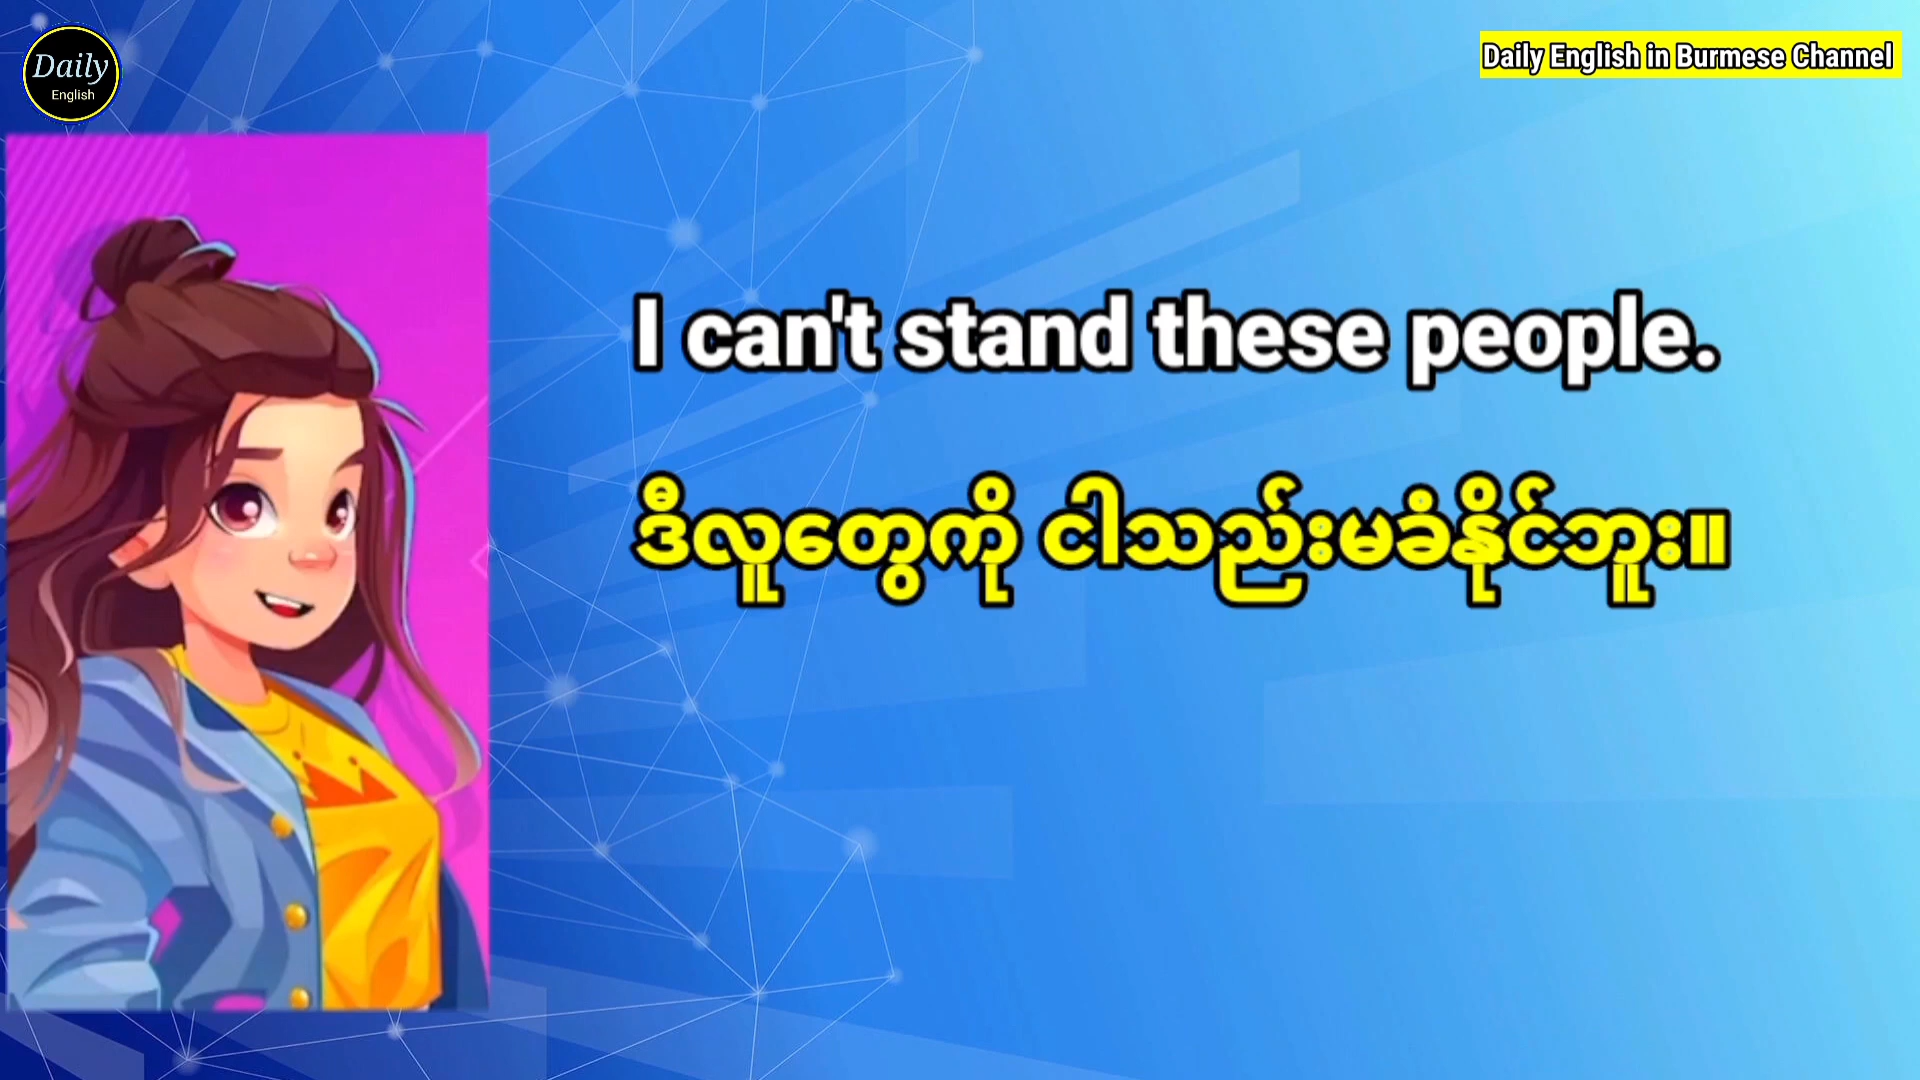 Daily
English
Daily English in Burmese Channel
I can't stand these people.
ဒီလူတွေကို ငါသည်းမခံနိုင်ဘူး။